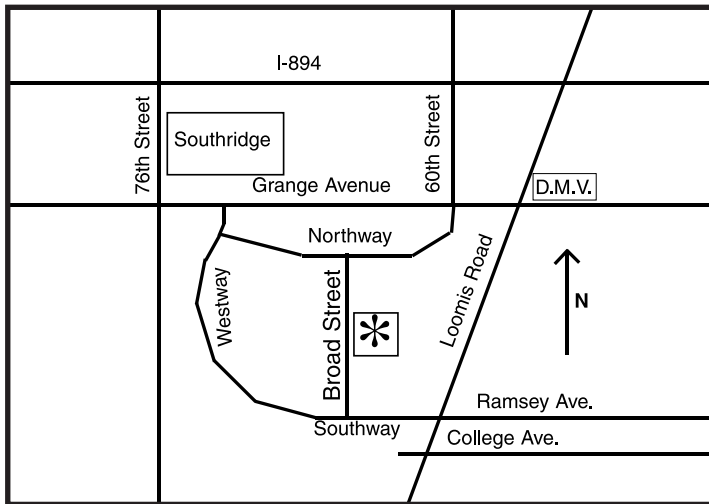 I-894
76th Street
Southridge
60th Street
Grange Avenue
D.M.V.
Northway
Westway
Broad Street
*
Loomis Road
N
Ramsey Ave.
Southway
College Ave.